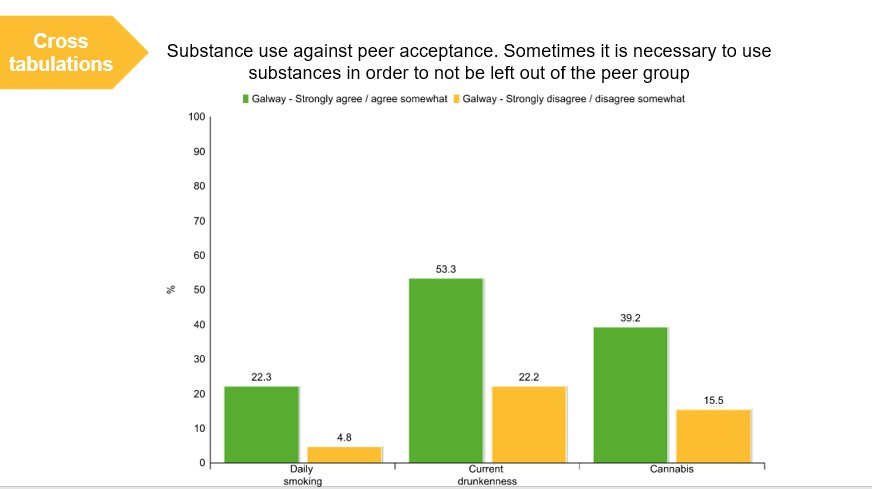 Cross
tabulations
Substance use against peer acceptance. Sometimes it is necessary to use
substances in order to not be left out of the peer group
Galway - Strongly agree / agree somewhat Galway - Strongly disagree / disagree somewhat
100
90
80
70
60
50
40
30
20
10
0
%
22.3
4.8
53.3
22.2
39.2
15.5
Daily
smoking
Current
drunkenness
Cannabis